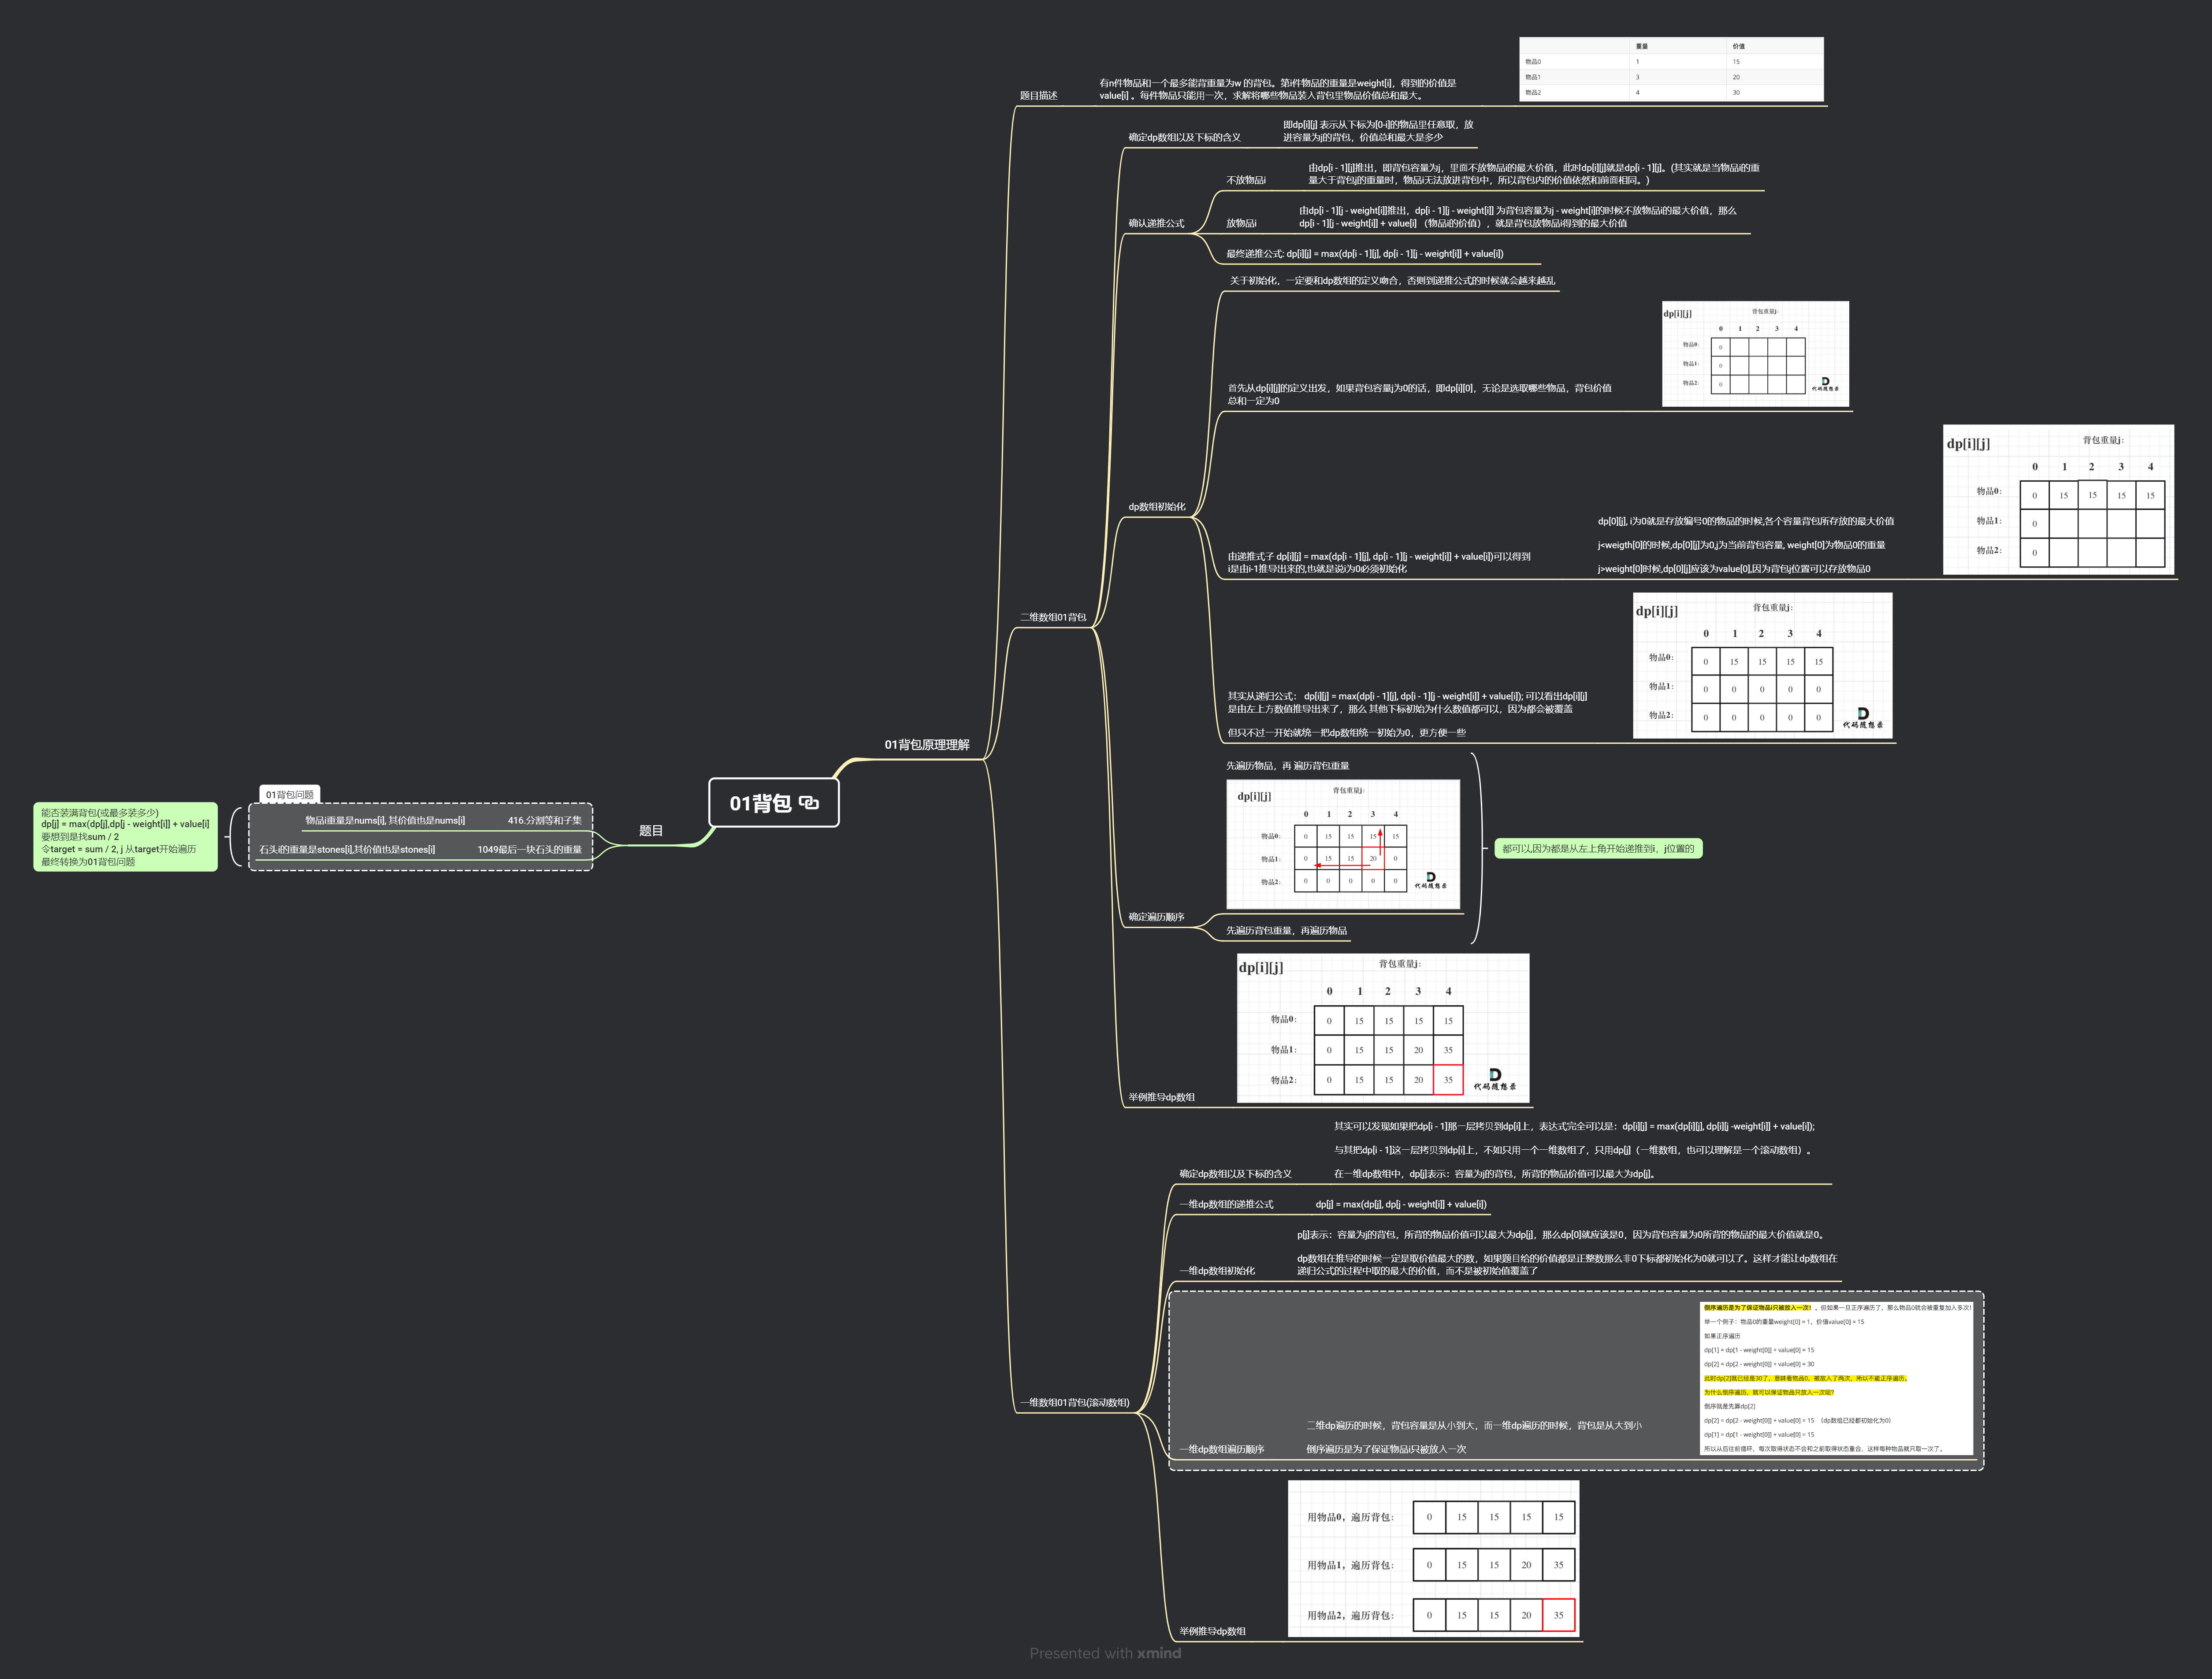 01背包
01背包原理理解
题目描述
有n件物品和一个最多能背重量为w 的背包。第i件物品的重量是weight[i]，得到的价值是
value[i] 。每件物品只能用一次，求解将哪些物品装入背包里物品价值总和最大。
重量 价值
物品0 1 15
物品1 3 20
物品2 4 30
二维数组01背包
确定dp数组以及下标的含义
即dp[i][j] 表示从下标为[0-i]的物品里任意取，放
进容量为j的背包，价值总和最大是多少
确认递推公式
不放物品i
由dp[i - 1][j]推出，即背包容量为j，里面不放物品i的最大价值，此时dp[i][j]就是dp[i - 1][j]。(其实就是当物品i的重
量大于背包j的重量时，物品i无法放进背包中，所以背包内的价值依然和前面相同。)
放物品i
由dp[i - 1][j - weight[i]]推出，dp[i - 1][j - weight[i]] 为背包容量为j - weight[i]的时候不放物品i的最大价值，那么
dp[i - 1][j - weight[i]] + value[i] （物品i的价值），就是背包放物品i得到的最大价值
最终递推公式: dp[i][j] = max(dp[i - 1][j], dp[i - 1][j - weight[i]] + value[i])
dp数组初始化
关于初始化，一定要和dp数组的定义吻合，否则到递推公式的时候就会越来越乱
首先从dp[i][j]的定义出发，如果背包容量j为0的话，即dp[i][0]，无论是选取哪些物品，背包价值
总和一定为0
dp[i][j]
背包重量j:
0 1 2 3 4
物品0: 0
物品1: 0
物品2: 0
代码随想录
由递推式子 dp[i][j] = max(dp[i - 1][j], dp[i - 1][j - weight[i]] + value[i])可以得到
i是由i-1推导出来的,也就是说i为0必须初始化
dp[0][j], i为0就是存放编号0的物品的时候,各个容量背包所存放的最大价值
j<weigth[0]的时候,dp[0][j]为0,j为当前背包容量, weight[0]为物品0的重量
j>weight[0]时候,dp[0][j]应该为value[0],因为背包j位置可以存放物品0
dp[i][j]
背包重量j:
0 1 2 3 4
物品0: 0 15 15 15 15
物品1: 0
物品2: 0
其实从递归公式： dp[i][j] = max(dp[i - 1][j], dp[i - 1][j - weight[i]] + value[i]); 可以看出dp[i][j]
是由左上方数值推导出来了，那么 其他下标初始为什么数值都可以，因为都会被覆盖
但只不过一开始就统一把dp数组统一初始为0，更方便一些
dp[i][j]
背包重量j:
0 1 2 3 4
物品0: 0 15 15 15 15
物品1: 0 0 0 0 0
物品2: 0 0 0 0 0
代码随想录
确定遍历顺序
先遍历物品，再 遍历背包重量
dp[i][j]
背包重量j:
0 1 2 3 4
物品0: 0 15 15 15 15
物品1: 0 15 15 20 0
物品2: 0 0 0 0 0
代码随想录
先遍历背包重量，再遍历物品
都可以,因为都是从左上角开始递推到i，j位置的
举例推导dp数组
dp[i][j]
背包重量j:
0 1 2 3 4
物品0: 0 15 15 15 15
物品1: 0 15 15 20 35
物品2: 0 15 15 20 35
代码随想录
一维数组01背包(滚动数组)
确定dp数组以及下标的含义
其实可以发现如果把dp[i - 1]那一层拷贝到dp[i]上，表达式完全可以是：dp[i][j] = max(dp[i][j], dp[i][j -weight[i]] + value[i]);
与其把dp[i - 1]这一层拷贝到dp[i]上，不如只用一个一维数组了，只用dp[j]（一维数组，也可以理解是一个滚动数组）。
在一维dp数组中，dp[j]表示：容量为j的背包，所背的物品价值可以最大为dp[j]。
一维dp数组的递推公式
dp[j] = max(dp[j], dp[j - weight[i]] + value[i])
一维dp数组初始化
p[j]表示：容量为j的背包，所背的物品价值可以最大为dp[j]，那么dp[0]就应该是0，因为背包容量为0所背的物品的最大价值就是0。
dp数组在推导的时候一定是取价值最大的数，如果题目给的价值都是正整数那么非0下标都初始化为0就可以了。这样才能让dp数组在
递归公式的过程中取的最大的价值，而不是被初始值覆盖了
一维dp数组遍历顺序
二维dp遍历的时候，背包容量是从小到大，而一维dp遍历的时候，背包是从大到小
倒序遍历是为了保证物品i只被放入一次
倒序遍历是为了保证物品i只被放入一次! 。但如果一旦正序遍历了，那么物品0就会被重复加入多次!
举一个例子：物品0的重量weight[0] = 1，价值value[0] = 15
如果正序遍历
dp[1] = dp[1 - weight[0]] + value[0] = 15
dp[2] = dp[2 - weight[0]] + value[0] = 30
此时dp[2]就已经是30了，意味着物品0，被放入了两次，所以不能正序遍历。
为什么倒序遍历，就可以保证物品只放入一次呢?
倒序就是先算dp[2]
dp[2] = dp[2 - weight[0]] + value[0] = 15 （dp数组已经都初始化为0）
dp[1] = dp[1 - weight[0]] + value[0] = 15
所以从后往前循环，每次取得状态不会和之前取得状态重合，这样每种物品就只取一次了。
举例推导dp数组
用物品0，遍历背包: 0 15 15 15 15
用物品1，遍历背包: 0 15 15 20 35
用物品2，遍历背包: 0 15 15 20 35
题目
01背包问题
416.分割等和子集
物品i重量是nums[i], 其价值也是nums[i]
1049最后一块石头的重量
石头i的重量是stones[i],其价值也是stones[i]
能否装满背包(或最多装多少)
dp[j] = max(dp[j],dp[j - weight[i]] + value[i]
要想到是找sum / 2
令target = sum / 2, j 从target开始遍历
最终转换为01背包问题
Presented with xmind